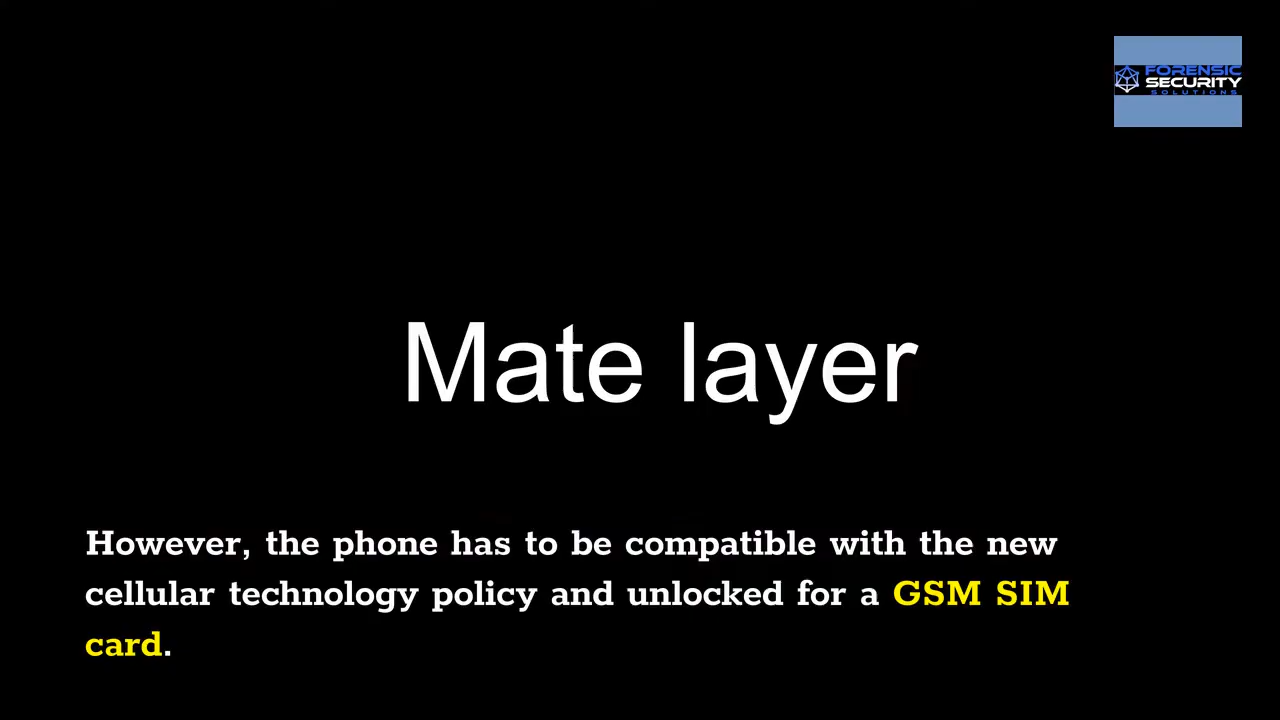 FORENSIC
SECURITY
SOLUTIONS
Mate layer
However, the phone has to be compatible with the new
cellular technology policy and unlocked for a GSM SIM
card.